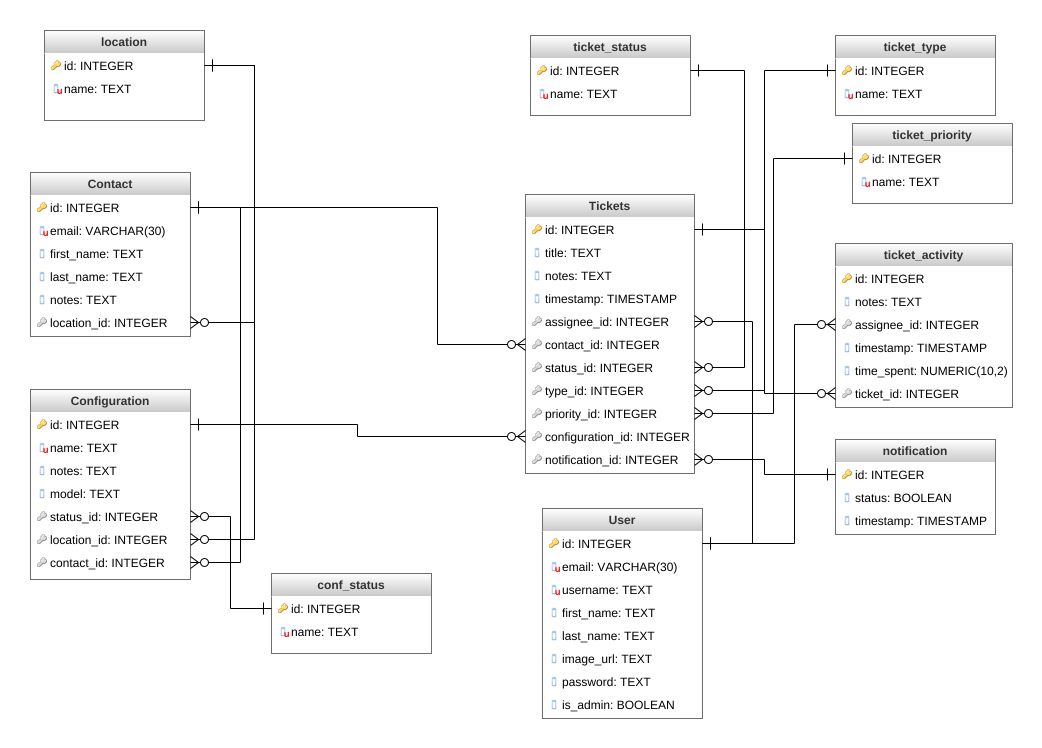 location
id: INTEGER
name: TEXT
Contact
id: INTEGER
email: VARCHAR(30)
first_name: TEXT
last_name: TEXT
notes: TEXT
location_id: INTEGER
Configuration
id: INTEGER
name: TEXT
notes: TEXT
model: TEXT
status_id: INTEGER
location_id: INTEGER
contact_id: INTEGER
conf_status
id: INTEGER
name: TEXT
ticket_status
id: INTEGER
name: TEXT
Tickets
id: INTEGER
title: TEXT
notes: TEXT
timestamp: TIMESTAMP
assignee_id: INTEGER
contact_id: INTEGER
status_id: INTEGER
type_id: INTEGER
priority_id: INTEGER
configuration_id: INTEGER
notification_id: INTEGER
User
id: INTEGER
email: VARCHAR(30)
username: TEXT
first_name: TEXT
last_name: TEXT
image_url: TEXT
password: TEXT
is_admin: BOOLEAN
ticket_type
id: INTEGER
name: TEXT
ticket_priority
id: INTEGER
name: TEXT
ticket_activity
id: INTEGER
notes: TEXT
assignee_id: INTEGER
timestamp: TIMESTAMP
time_spent: NUMERIC(10,2)
ticket_id: INTEGER
notification
id: INTEGER
status: BOOLEAN
timestamp: TIMESTAMP